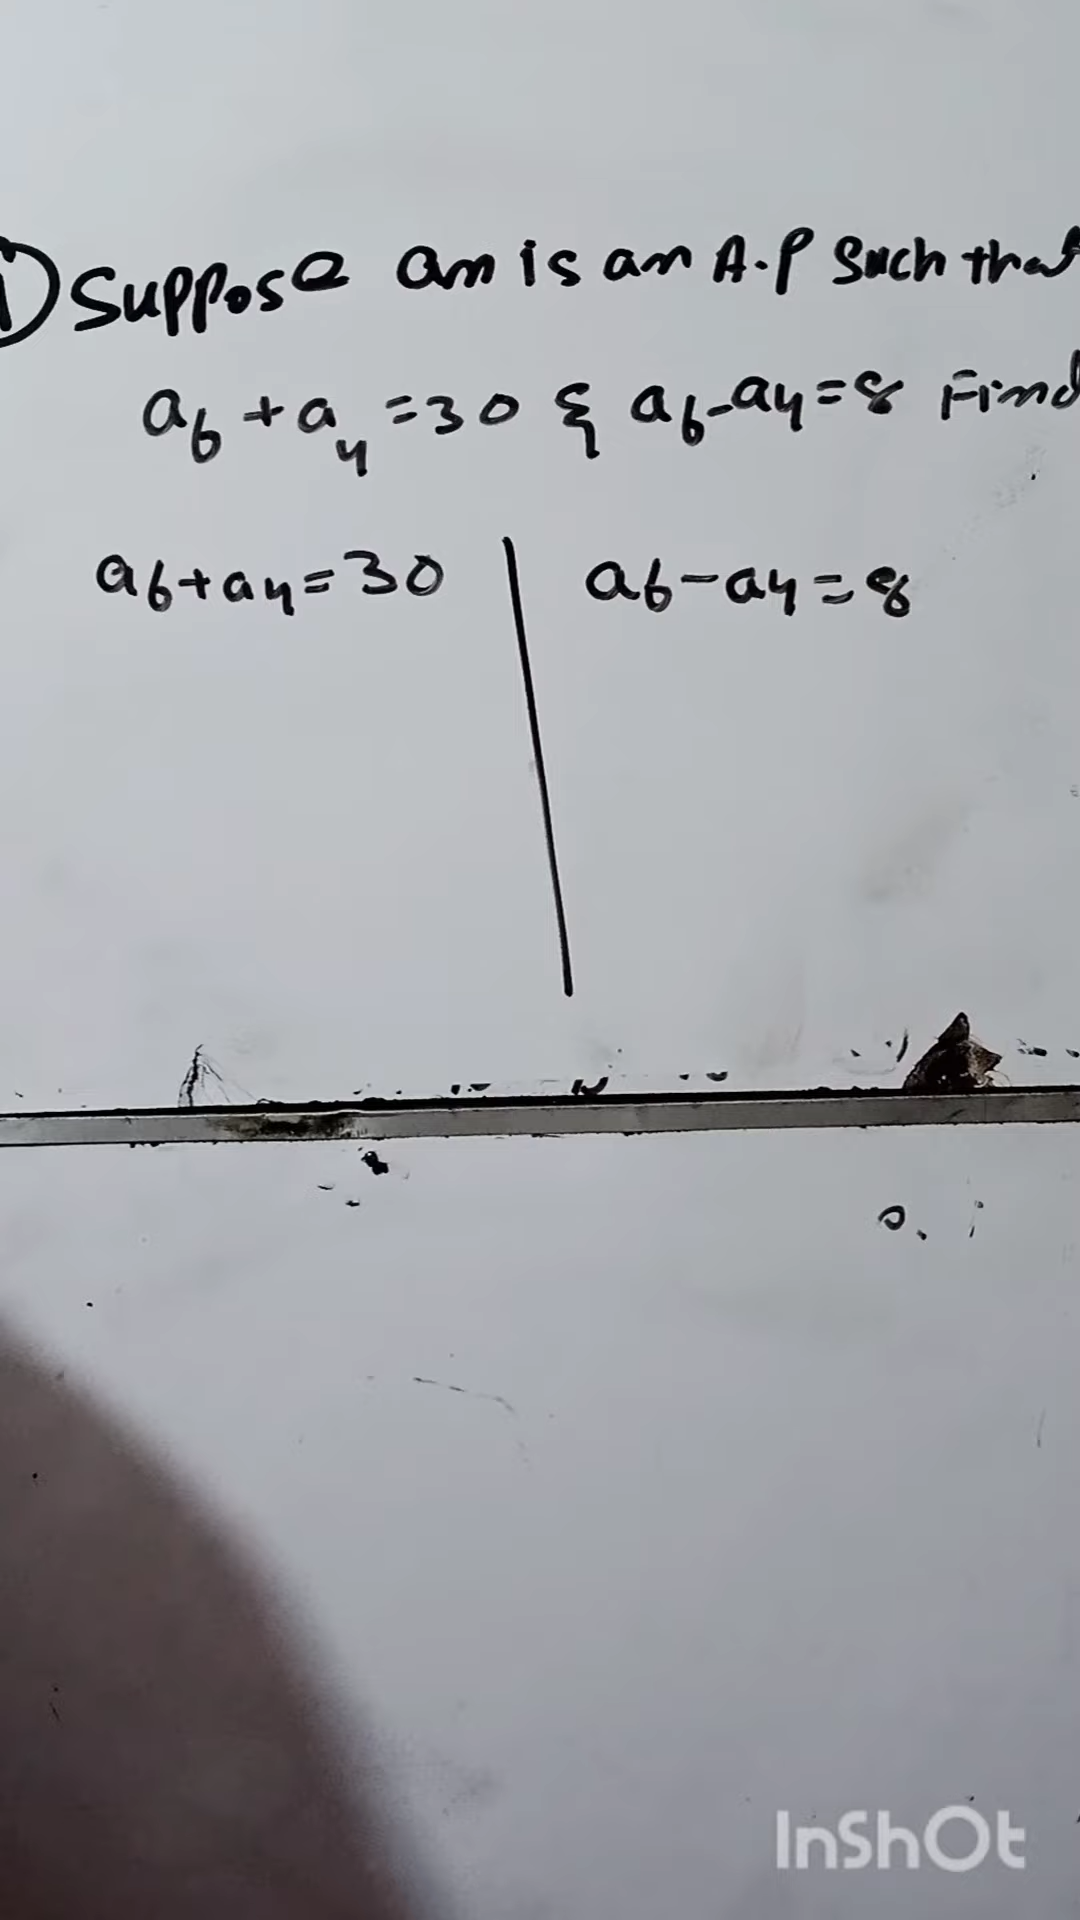 i) Suppose an is an A.P such that
a6 + a4 = 30 & a6 - a4 = 8 Find
a6 + a4 = 30 | a6 - a4 = 8
InShOt